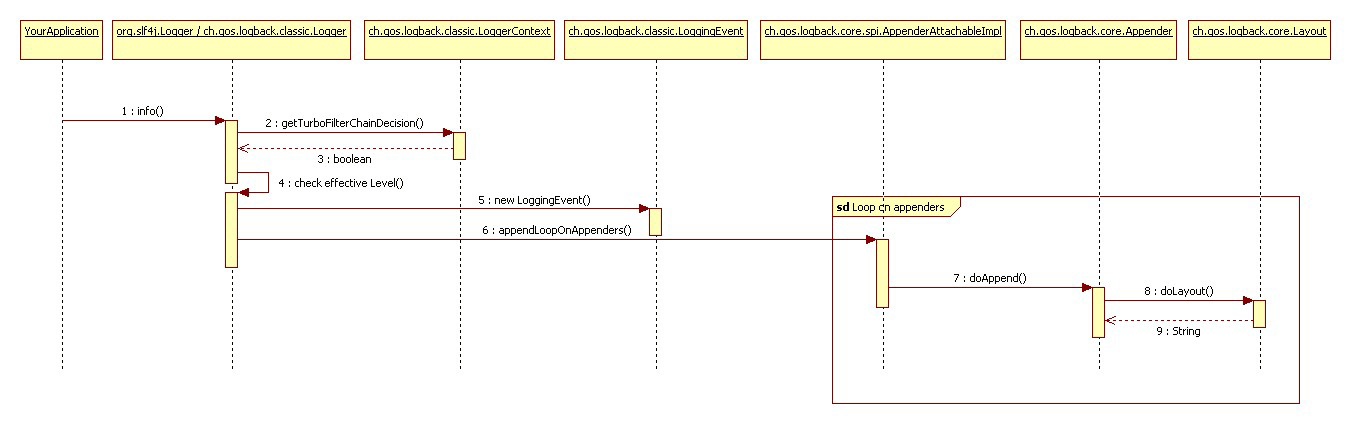 YourApplication
org.slf4j.Logger / ch.qos.logback.classic.Logger
ch.qos.logback.classic.LoggerContext
ch.qos.logback.classic.LoggingEvent
ch.qos.logback.core.spi.AppenderAttachableImpl
ch.qos.logback.core.Appender
ch.qos.logback.core.Layout
1 : info()
2 : getTurboFilterChainDecision()
3 : boolean
4 : check effective Level()
5 : new LoggingEvent()
sd Loop on appenders
6 : appendLoopOnAppenders()
7 : doAppend()
8 : doLayout()
9 : String